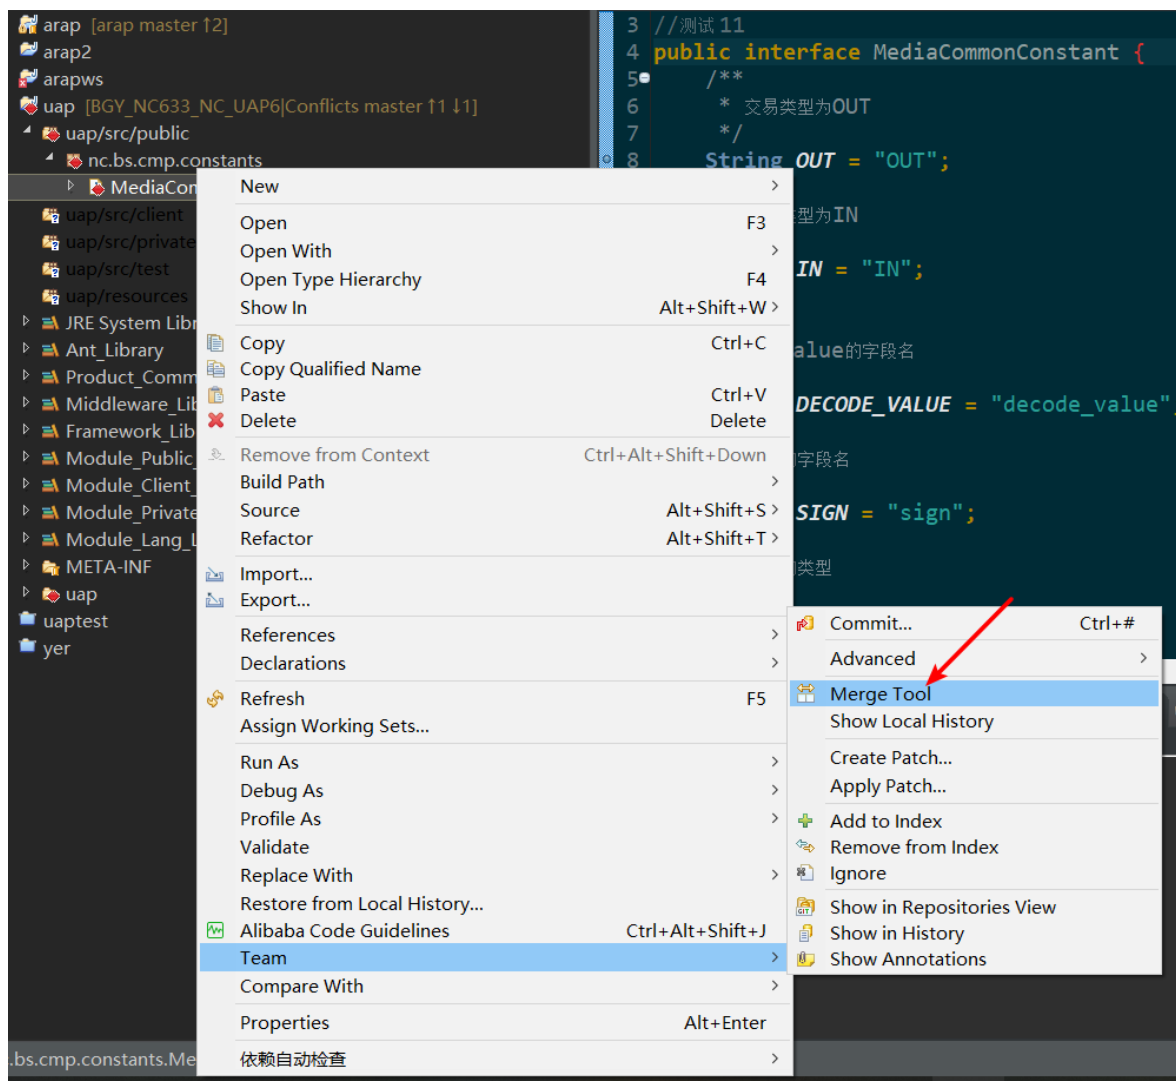 arap [arap master ↑2]
arap2
arapws
uap [BGY_NC633_NC_UAP6|Conflicts master ↑1 ↓1]
uap/src/public
nc.bs.cmp.constants
MediaCon
uap/src/client
uap/src/private
uap/src/test
uap/resources
JRE System Libr
Ant_Library
Product_Comm
Middleware_Lib
Framework_Lib
Module_Public_
Module_Client_
Module_Private
Module_Lang_L
META-INF
uap
uaptest
yer
.bs.cmp.constants.Me
3 //测试 11
4 public interface MediaCommonConstant {
5 /**
6 * 交易类型为OUT
7 */
8 String OUT = "OUT";
类型为IN
IN = "IN";
alue的字段名
DECODE_VALUE = "decode_value";
字段名
SIGN = "sign";
类型
New
Open F3
Open With
Open Type Hierarchy F4
Show In Alt+Shift+W
Copy Ctrl+C
Copy Qualified Name
Paste Ctrl+V
Delete Delete
Remove from Context Ctrl+Alt+Shift+Down
Build Path
Source Alt+Shift+S
Refactor Alt+Shift+T
Import...
Export...
References
Declarations
Refresh F5
Assign Working Sets...
Run As
Debug As
Profile As
Validate
Replace With
Restore from Local History...
Alibaba Code Guidelines Ctrl+Alt+Shift+J
Team
Compare With
Properties Alt+Enter
依赖自动检查
Commit... Ctrl+#
Advanced
Merge Tool
Show Local History
Create Patch...
Apply Patch...
Add to Index
Remove from Index
Ignore
Show in Repositories View
Show in History
Show Annotations